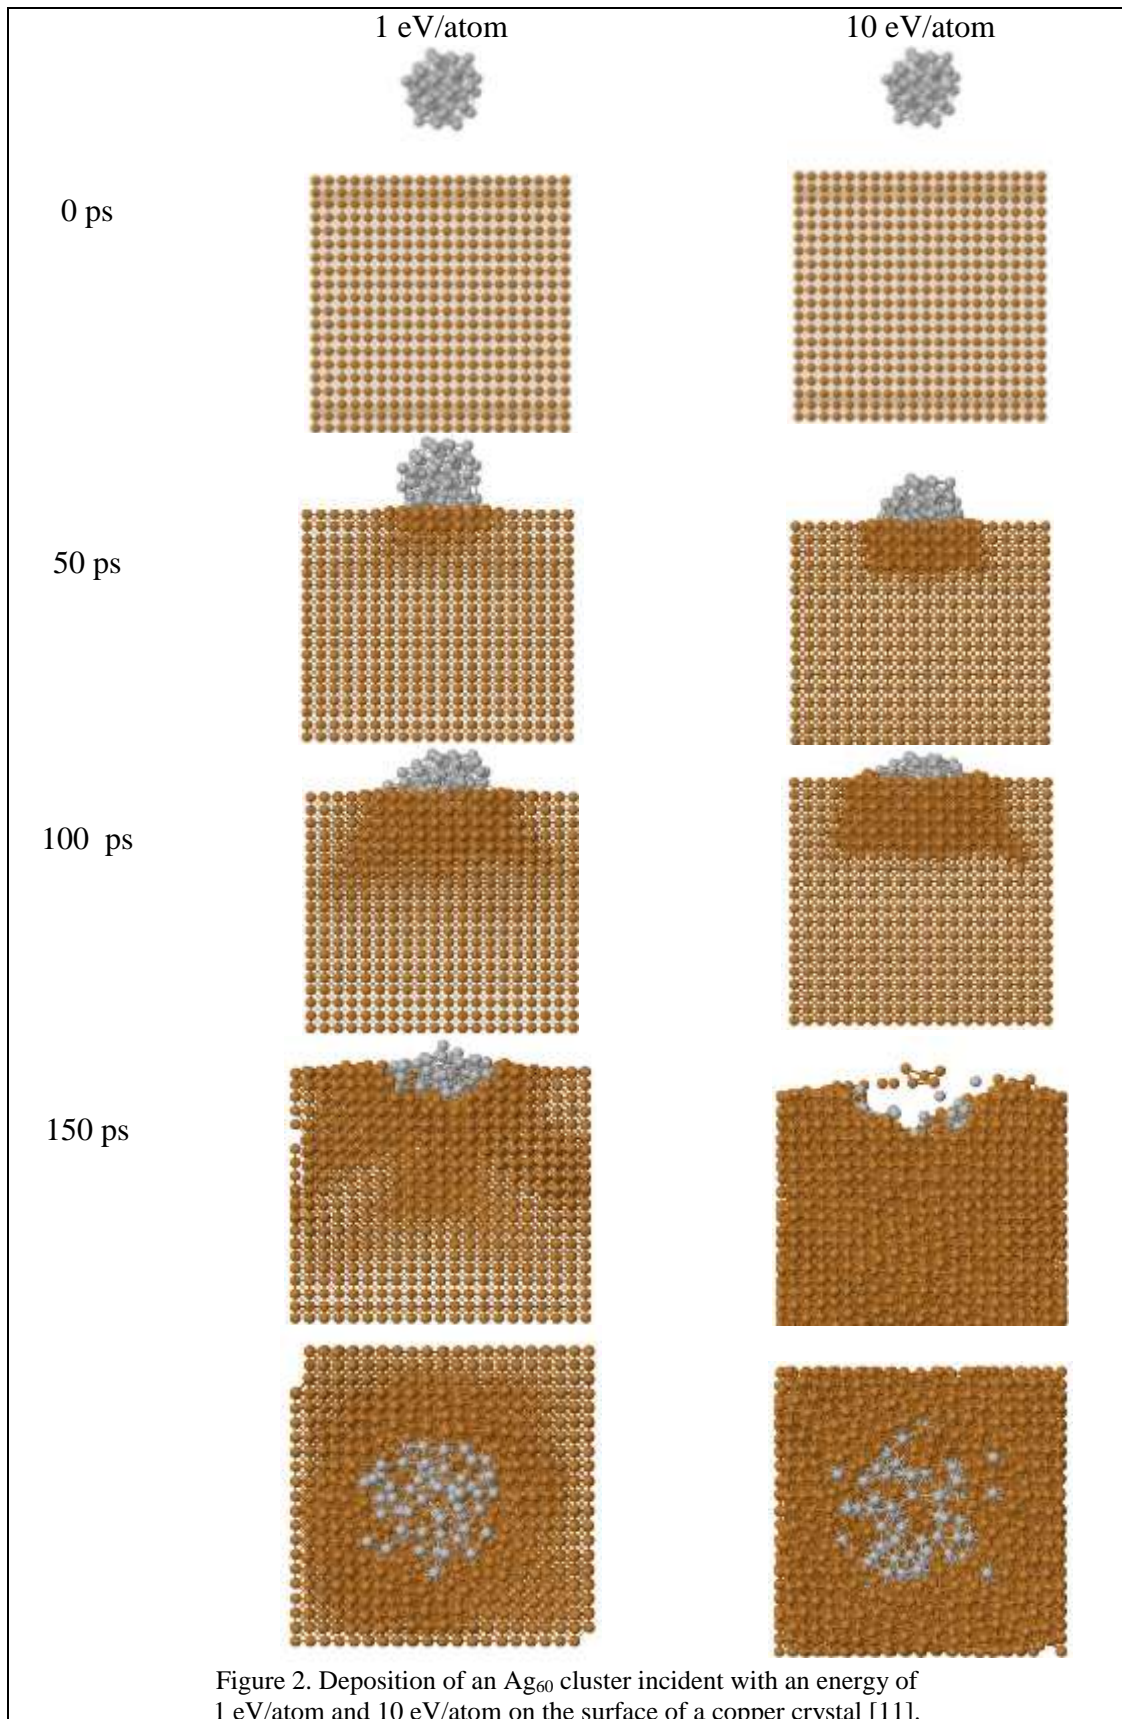 1 eV/atom 10 eV/atom
0 ps
50 ps
100 ps
150 ps
Figure 2. Deposition of an Ag₆₀ cluster incident with an energy of
1 eV/atom and 10 eV/atom on the surface of a copper crystal [11].